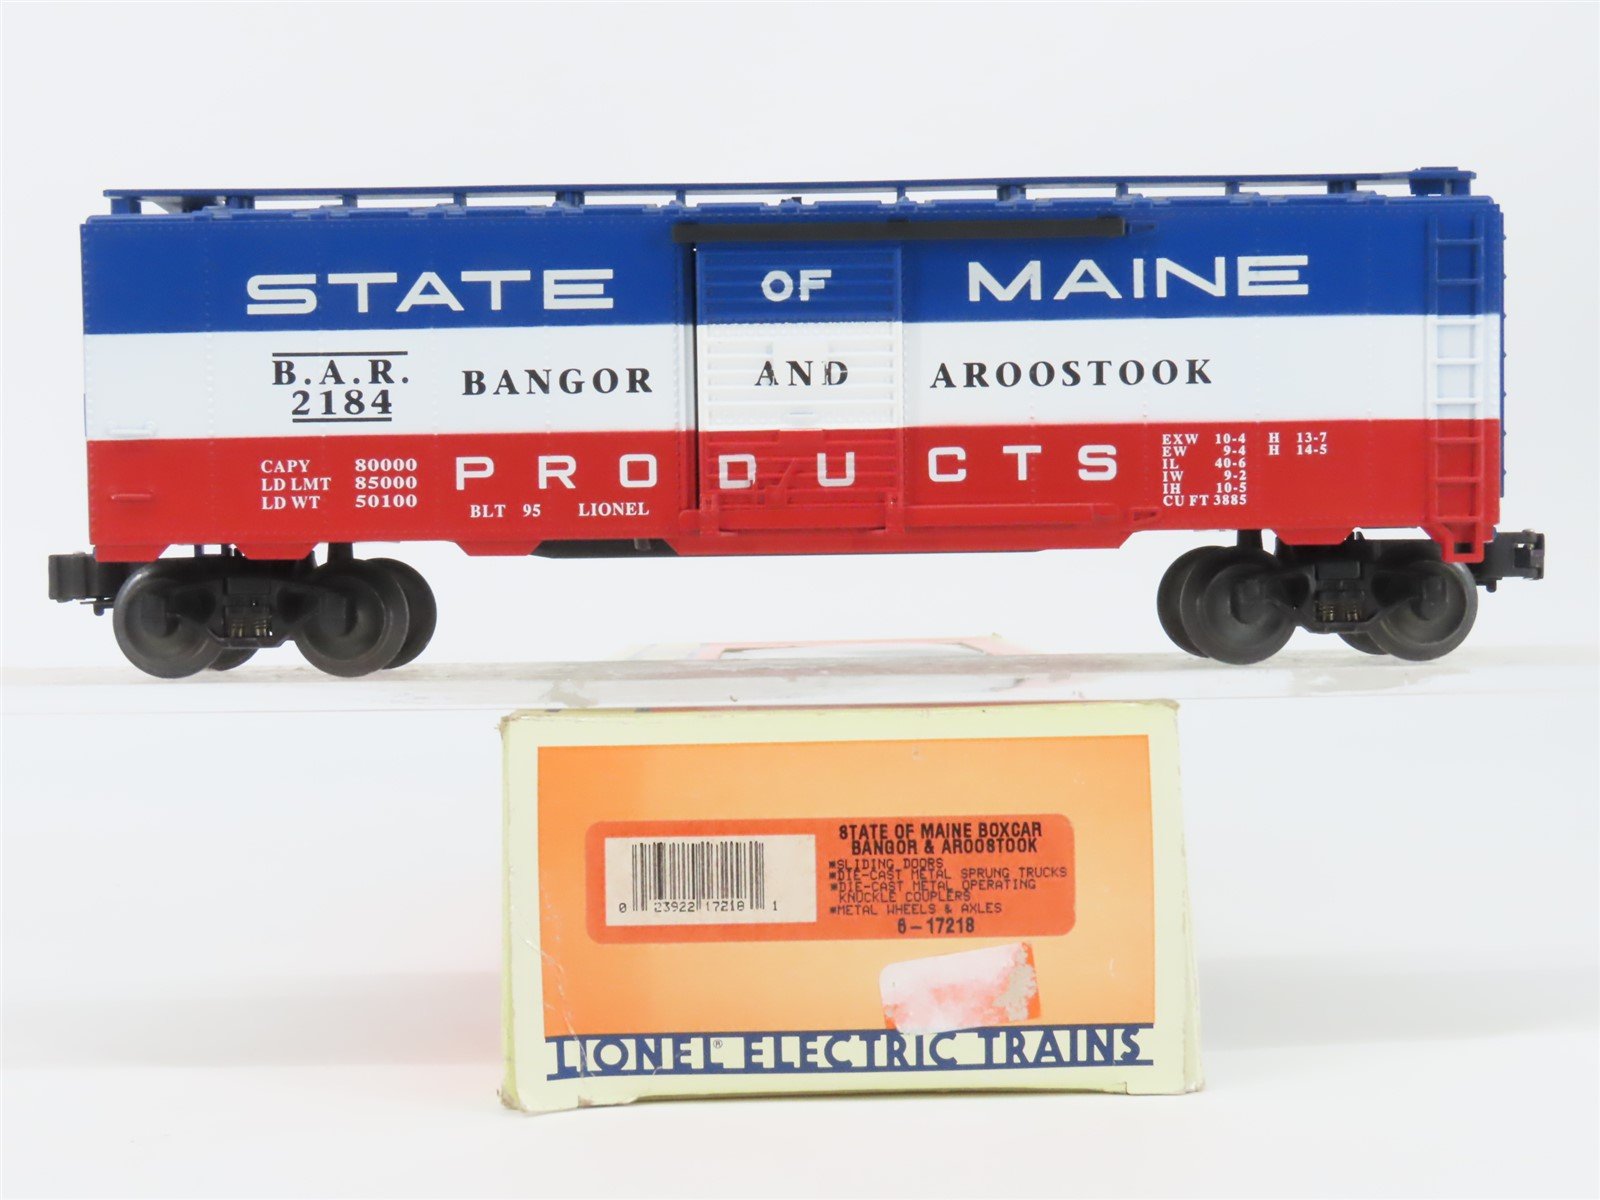 STATE OF MAINE
B.A.R.
2184
BANGOR AND AROOSTOOK
PRODUCTS
CAPY 80000
LD LMT 85000
LD WT 50100
BLT 95 LIONEL
EXW 10-4 H 13-7
EW 9-4 H 14-5
IL 40-6
IW 9-2
IH 10-5
CU FT 3885
STATE OF MAINE BOXCAR
BANGOR & AROOSTOOK
*SLIDING DOORS
*DIE-CAST METAL SPRUNG TRUCKS
*DIE-CAST METAL OPERATING
KNUCKLE COUPLERS
*METAL WHEELS & AXLES
6-17218
0 23922 17218 1
LIONEL® ELECTRIC TRAINS